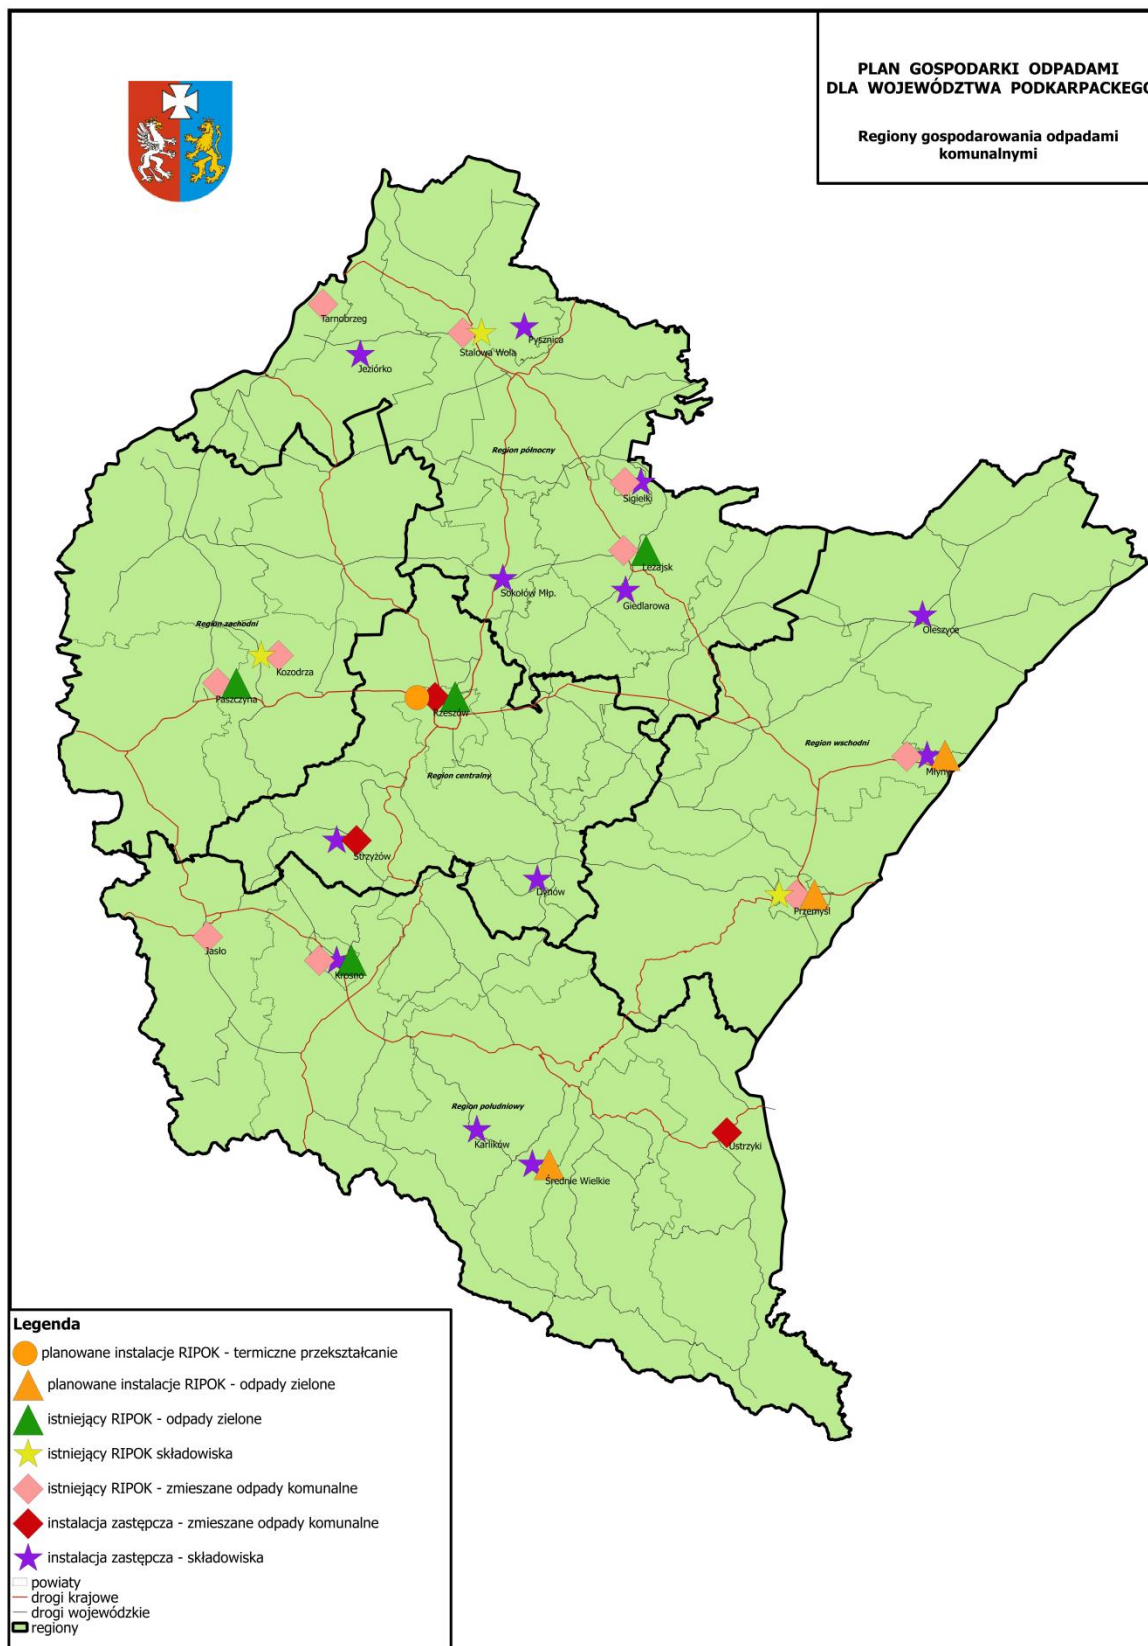 PLAN GOSPODARKI ODPADAMI
DLA WOJEWÓDZTWA PODKARPACKEGO
Regiony gospodarowania odpadami
komunalnymi
Tarnobrzeg
Stalowa Wola
Pysznica
Jeziórko
Region północny
Sigiełki
Leżajsk
Sokołów Młp.
Giedlarowa
Oleszyce
Region zachodni
Kozodrza
Paszczyna
Rzeszów
Region wschodni
Młyny
Region centralny
Strzyżów
Dynów
Przemyśl
Jasło
Krosno
Region południowy
Karlików
Ustrzyki
Średnie Wielkie
Legenda
planowane instalacje RIPOK - termiczne przekształcanie
planowane instalacje RIPOK - odpady zielone
istniejący RIPOK - odpady zielone
istniejący RIPOK składowiska
istniejący RIPOK - zmieszane odpady komunalne
instalacja zastępcza - zmieszane odpady komunalne
instalacja zastępcza - składowiska
powiaty
drogi krajowe
drogi wojewódzkie
regiony